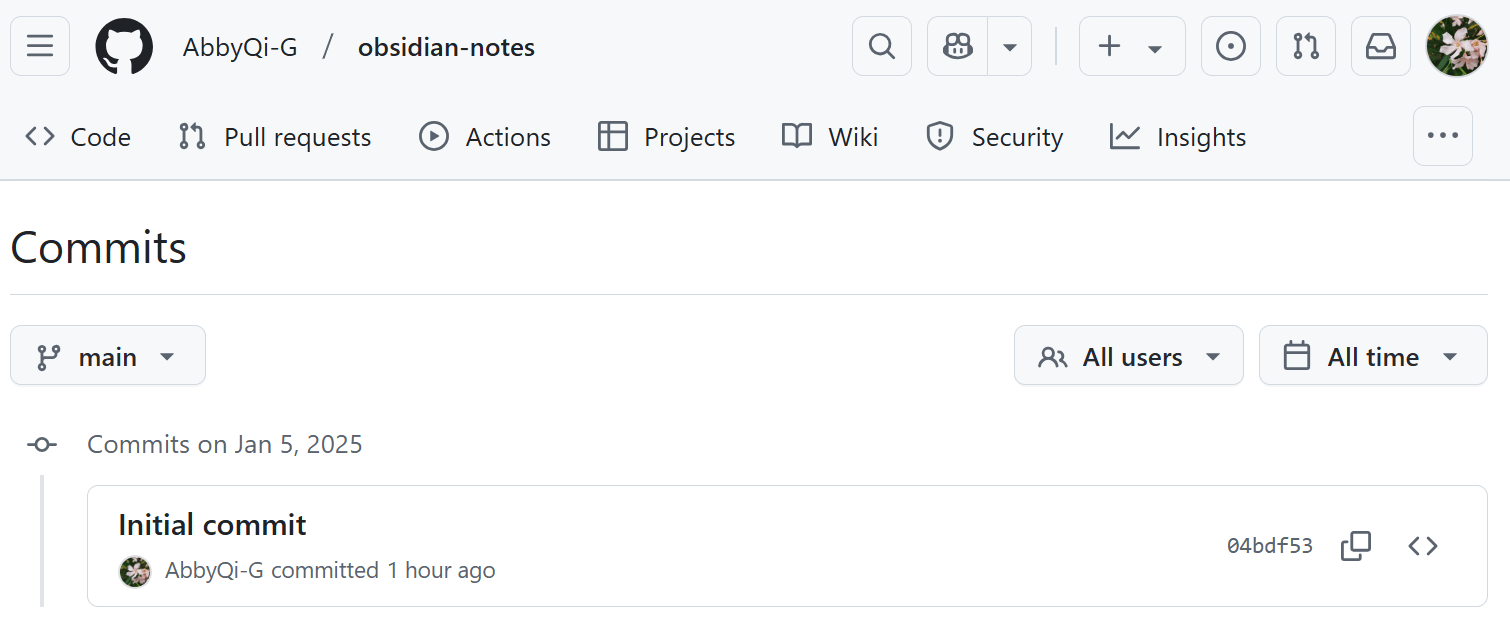 AbbyQi-G / obsidian-notes
Code Pull requests Actions Projects Wiki Security Insights
Commits
main All users All time
Commits on Jan 5, 2025
Initial commit
AbbyQi-G committed 1 hour ago
04bdf53